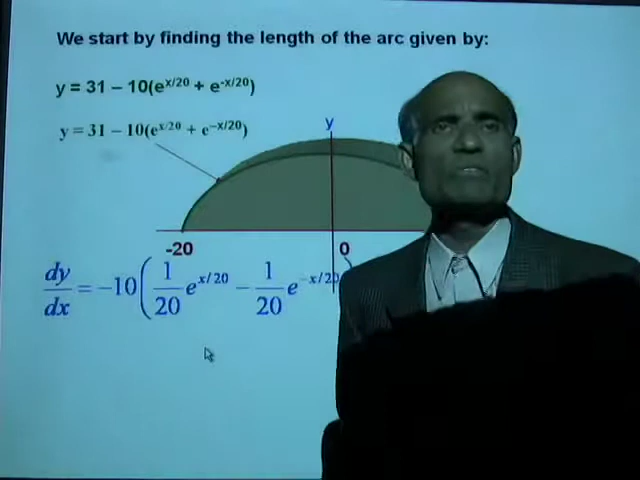 We start by finding the length of the arc given by:
y = 31 – 10(e^{x/20} + e^{-x/20})
y = 31 – 10(e^{x/20} + e^{-x/20})
y
-20 0
dy/dx = -10(1/20 e^{x/20} - 1/20 e^{-x/20}